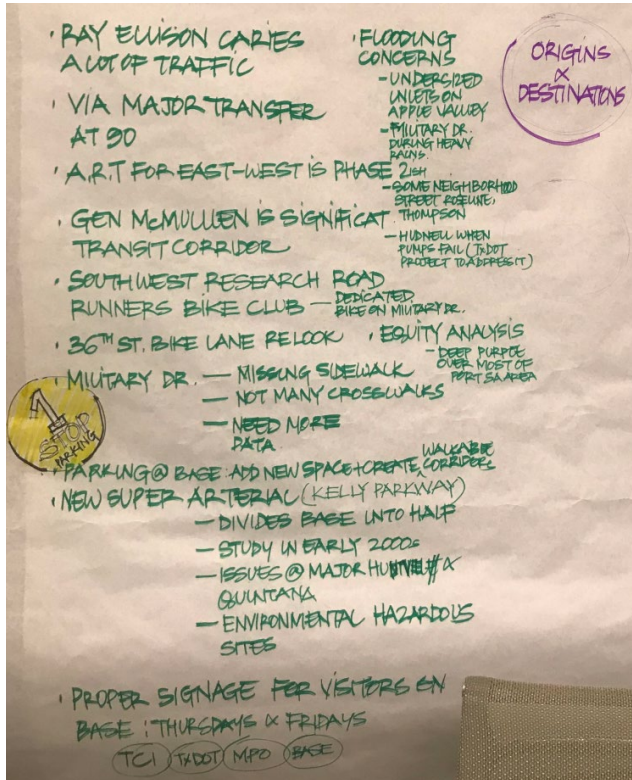 · RAY ELLISON CARIES
A LOT OF TRAFFIC
· VIA MAJOR TRANSFER
AT 90
· A.R.T FOR EAST-WEST IS PHASE 2ISH
· GEN MCMULLEN IS SIGNIFICAT
TRANSIT CORRIDOR
· SOUTHWEST RESEARCH ROAD
RUNNERS BIKE CLUB — DEDICATED
BIKE ON MILITARY DR.
· 36TH ST. BIKE LANE RELOOK
· MILITARY DR. — MISSING SIDEWALK
— NOT MANY CROSSWALKS
— NEED MORE
DATA
· PARKING @ BASE: ADD NEW SPACE + CREATE WALKABLE
CORRIDORS
· NEW SUPER ARTERIAL (KELLY PARKWAY)
— DIVIDES BASE INTO HALF
— STUDY IN EARLY 2000s
— ISSUES @ MAJOR
QUINTANA
— ENVIRONMENTAL HAZARDOUS
SITES
· PROPER SIGNAGE FOR VISITORS ON
BASE : THURSDAYS & FRIDAYS
TCI TXDOT MPO BASE
· FLOODING
CONCERNS
– UNDERSIZED
INLETS ON
APPLE VALLEY
– MILITARY DR.
DURING HEAVY
RAINS.
– SOME NEIGHBORHOOD
STREET ROSELINE,
THOMPSON
– HUDNELL WHEN
PUMPS FAIL (TXDOT
PROJECT TO ADDRESS IT)
· EQUITY ANALYSIS
– DEEP PURPLE
OVER MOST OF
PORT SA AREA
ORIGINS
&
DESTINATIONS
1
STOP
PARKING